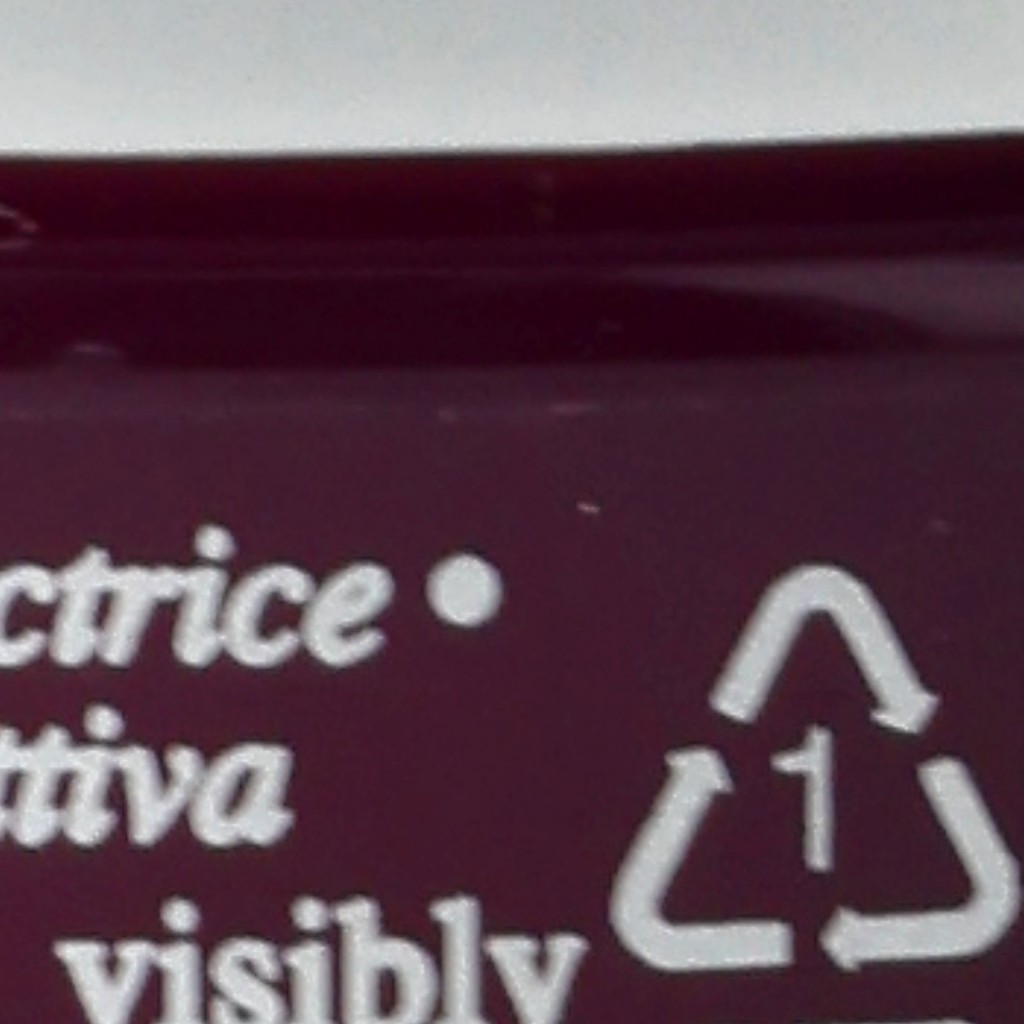 ctrice •
ttiva
1
visibly